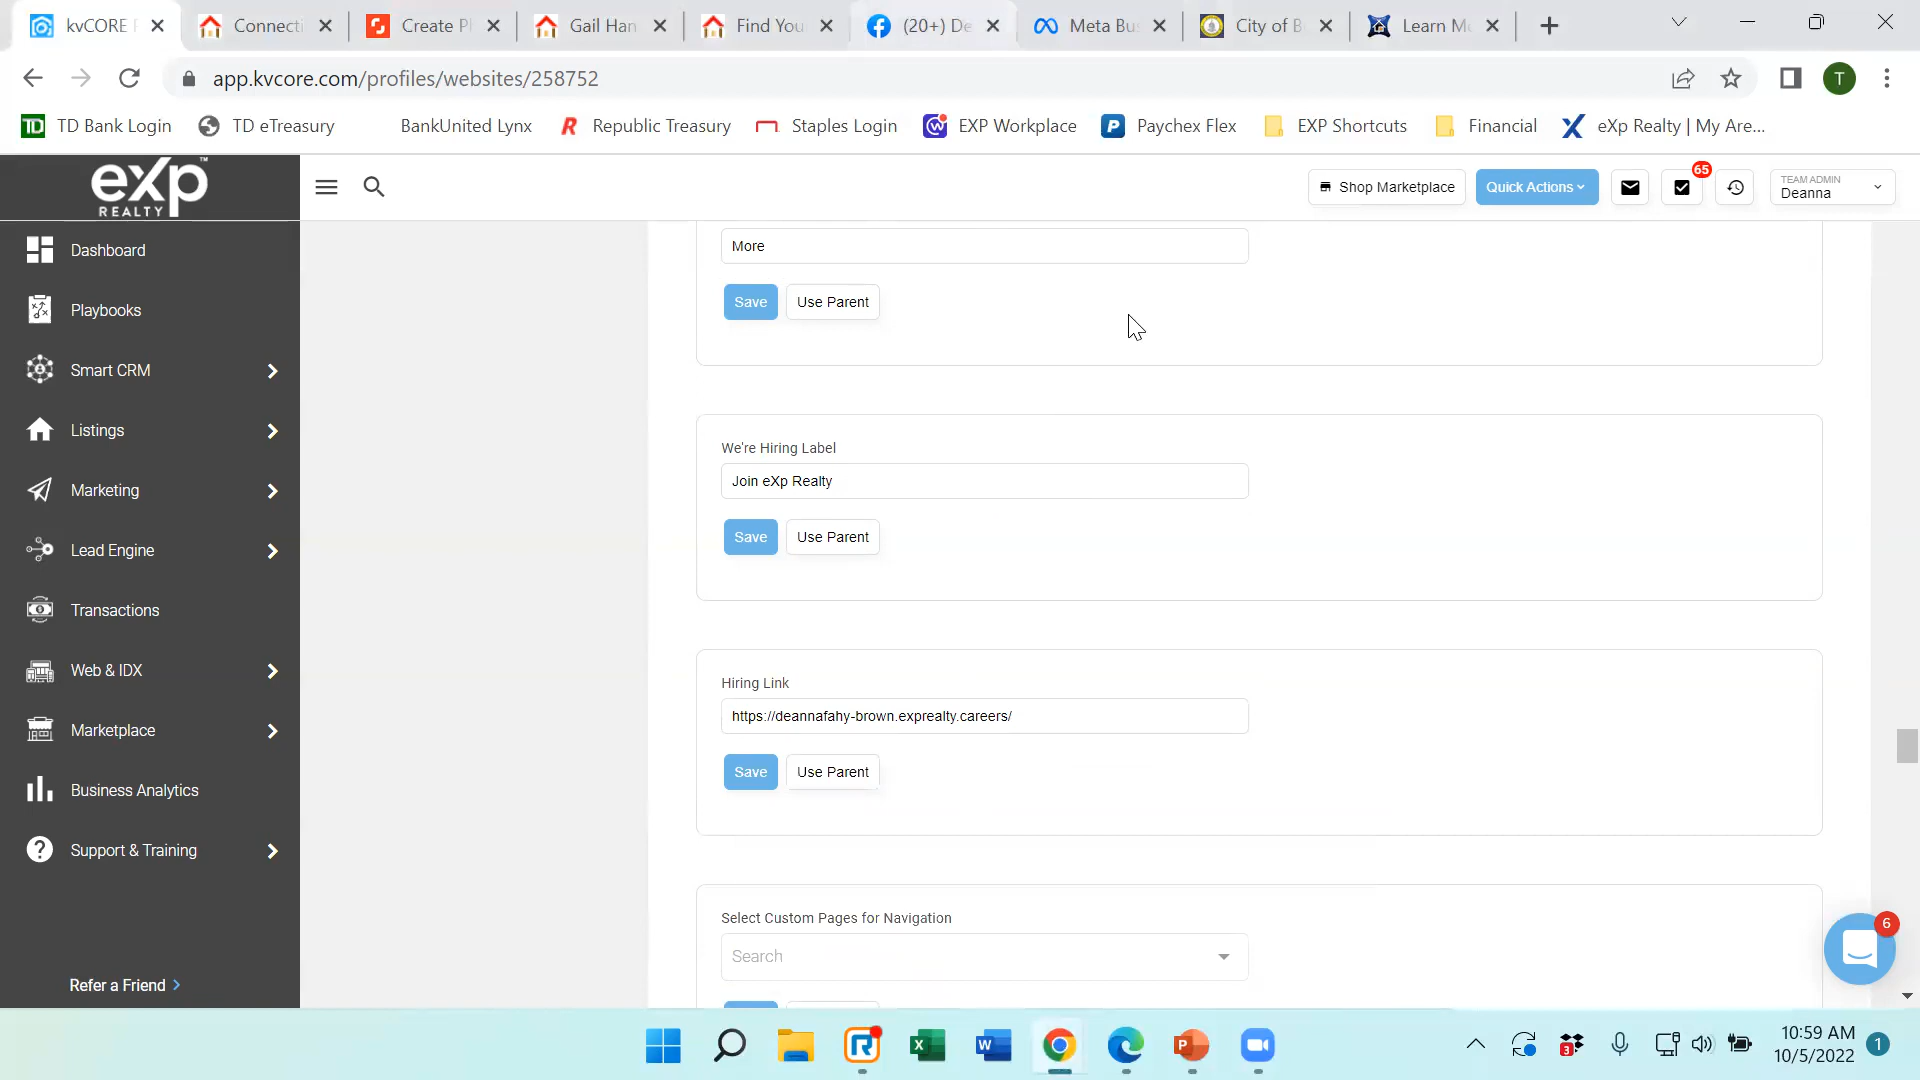 kvCORE
Connecti
Create Pl
Gail Han
Find You
(20+) De
Meta Bus
City of B
Learn Mo
app.kvcore.com/profiles/websites/258752
T
TD Bank Login
TD eTreasury
BankUnited Lynx
Republic Treasury
Staples Login
EXP Workplace
Paychex Flex
EXP Shortcuts
Financial
eXp Realty | My Are...
eXp REALTY™
Shop Marketplace
Quick Actions
65
TEAM ADMIN
Deanna
Dashboard
Playbooks
Smart CRM
Listings
Marketing
Lead Engine
Transactions
Web & IDX
Marketplace
Business Analytics
Support & Training
Refer a Friend
More
Save
Use Parent
We're Hiring Label
Join eXp Realty
Save
Use Parent
Hiring Link
https://deannafahy-brown.exprealty.careers/
Save
Use Parent
Select Custom Pages for Navigation
Search
6
3
10:59 AM
10/5/2022
1